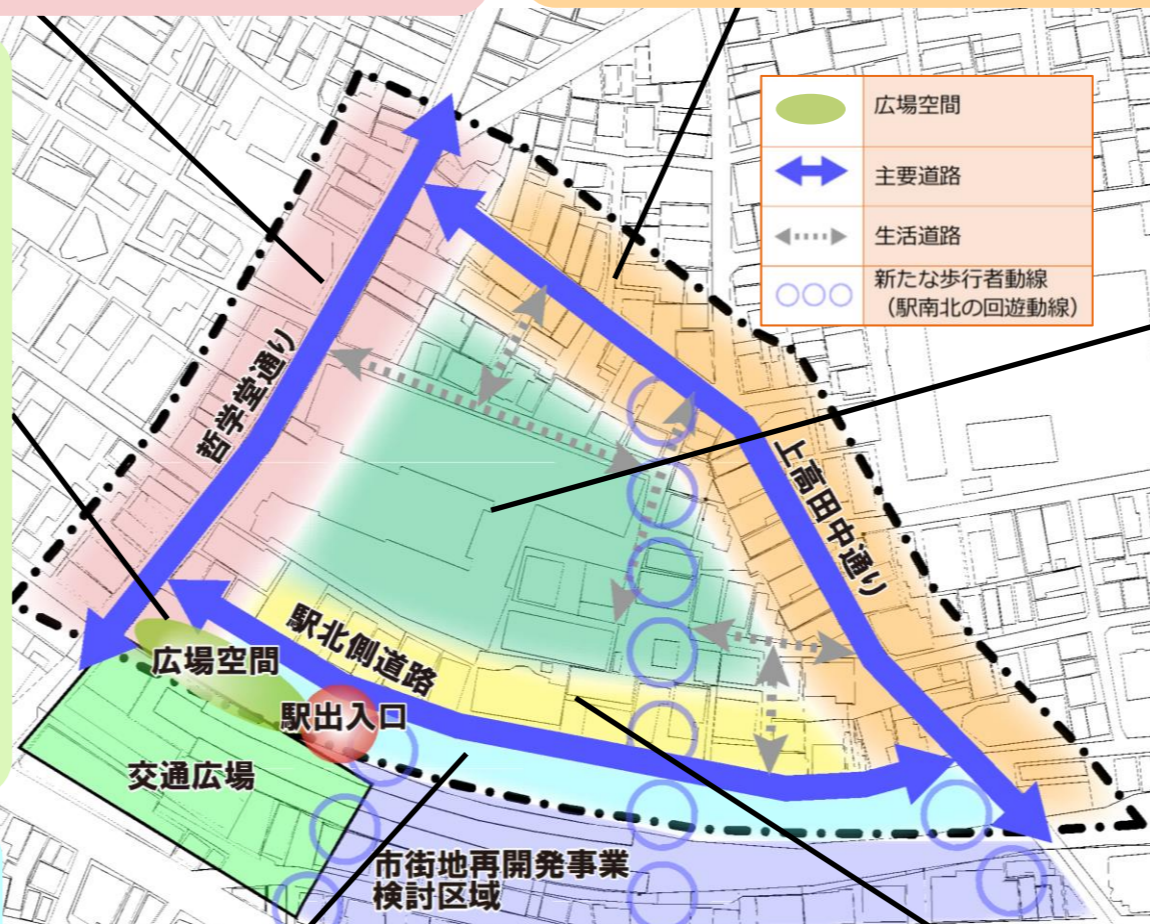 広場空間
主要道路
生活道路
新たな歩行者動線
（駅南北の回遊動線）
哲学堂通り
上高田中通り
駅北側道路
広場空間
駅出入口
交通広場
市街地再開発事業
検討区域